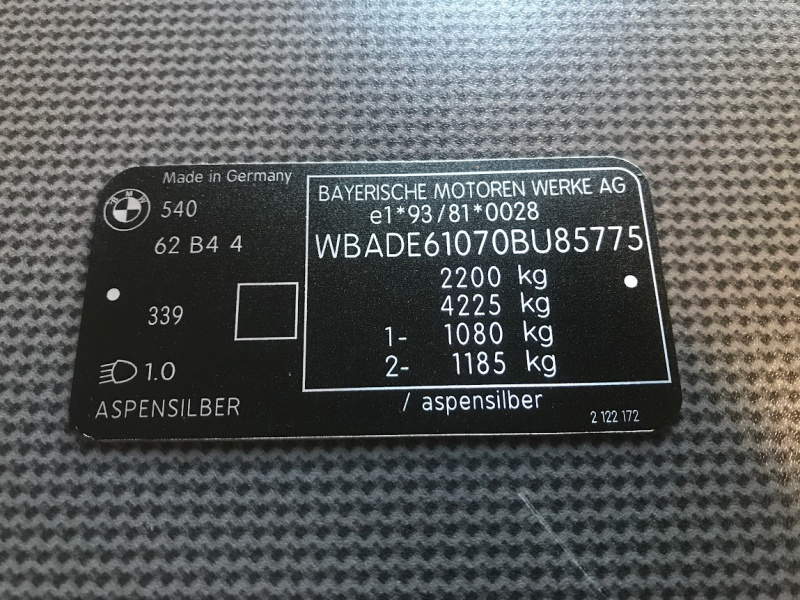 Made in Germany
BMW
540
62 B4 4
339
1.0
ASPENSILBER
BAYERISCHE MOTOREN WERKE AG
e1*93/81*0028
WBADE61070BU85775
2200 kg
4225 kg
1- 1080 kg
2- 1185 kg
/ aspensilber
2 122 172